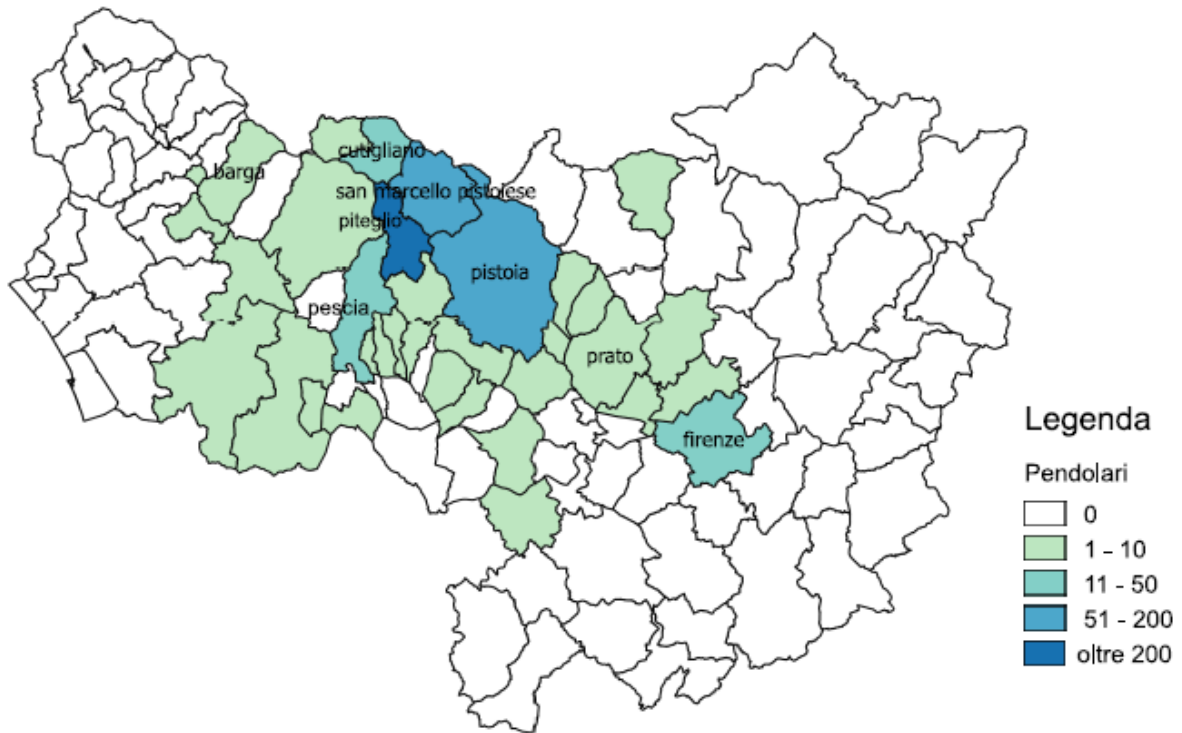 cutigliano
barga
san marcello pistolese
piteglio
pistoia
pescia
prato
firenze
Legenda
Pendolari
0
1 - 10
11 - 50
51 - 200
oltre 200